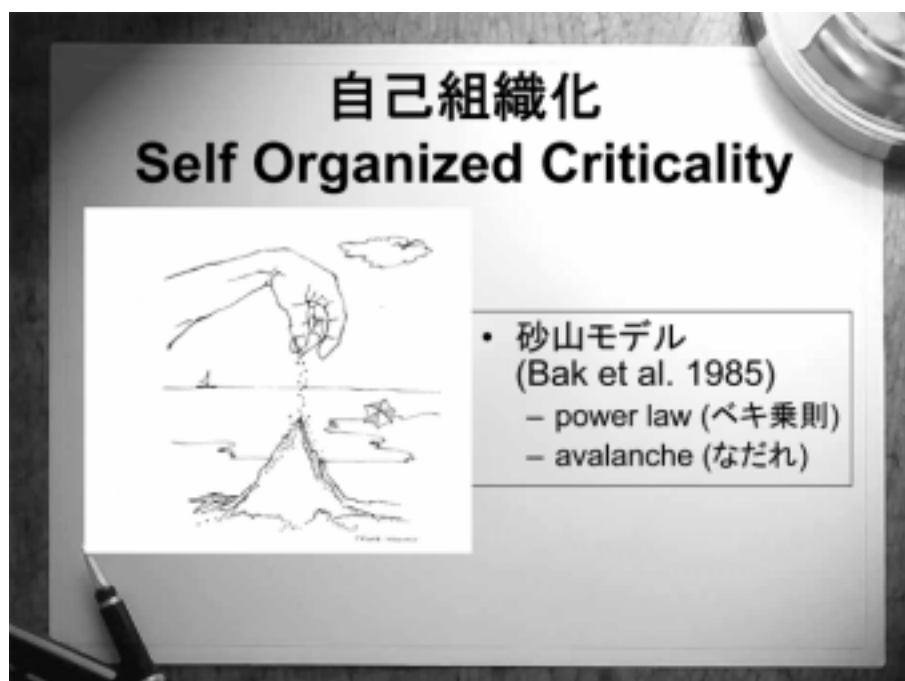 自己組織化
Self Organized Criticality
• 砂山モデル
(Bak et al. 1985)
– power law (ベキ乗則)
– avalanche (なだれ)